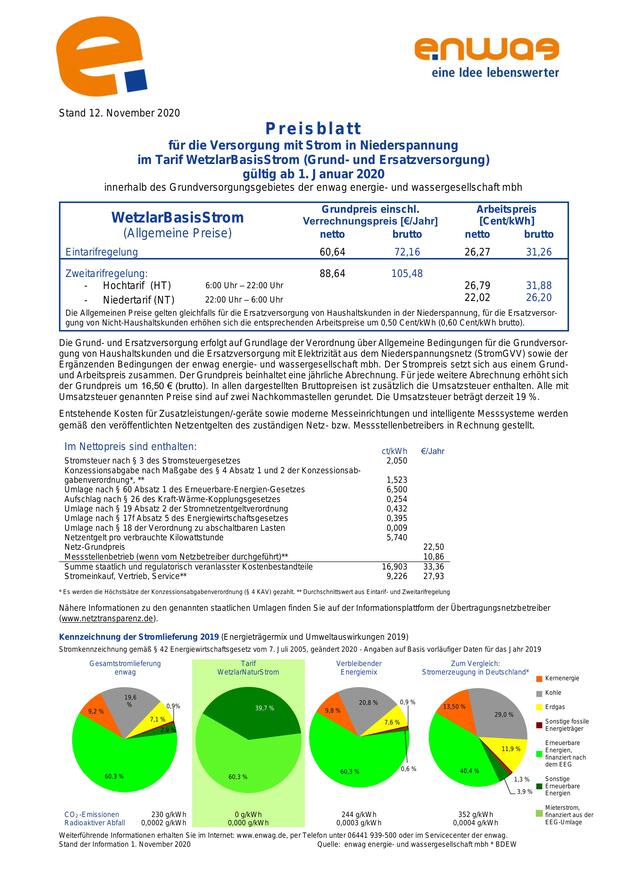 e.
enwag
eine Idee lebenswerter
Stand 12. November 2020
Preisblatt
für die Versorgung mit Strom in Niederspannung
im Tarif WetzlarBasisStrom (Grund- und Ersatzversorgung)
gültig ab 1. Januar 2020
innerhalb des Grundversorgungsgebietes der enwag energie- und wassergesellschaft mbh
WetzlarBasisStrom
(Allgemeine Preise)
Grundpreis einschl. Arbeitspreis
Verrechnungspreis [€/Jahr] [Cent/kWh]
netto brutto netto brutto
Eintarifregelung 60,64 72,16 26,27 31,26
Zweitarifregelung: 88,64 105,48
- Hochtarif (HT) 6:00 Uhr – 22:00 Uhr 26,79 31,88
- Niedertarif (NT) 22:00 Uhr – 6:00 Uhr 22,02 26,20
Die Allgemeinen Preise gelten gleichfalls für die Ersatzversorgung von Haushaltskunden in der Niederspannung, für die Ersatzversor-
gung von Nicht-Haushaltskunden erhöhen sich die entsprechenden Arbeitspreise um 0,50 Cent/kWh (0,60 Cent/kWh brutto).
Die Grund- und Ersatzversorgung erfolgt auf Grundlage der Verordnung über Allgemeine Bedingungen für die Grundversor-
gung von Haushaltskunden und die Ersatzversorgung mit Elektrizität aus dem Niederspannungsnetz (StromGVV) sowie der
Ergänzenden Bedingungen der enwag energie- und wassergesellschaft mbh. Der Strompreis setzt sich aus einem Grund-
und Arbeitspreis zusammen. Der Grundpreis beinhaltet eine jährliche Abrechnung. Für jede weitere Abrechnung erhöht sich
der Grundpreis um 16,50 € (brutto). In allen dargestellten Bruttopreisen ist zusätzlich die Umsatzsteuer enthalten. Alle mit
Umsatzsteuer genannten Preise sind auf zwei Nachkommastellen gerundet. Die Umsatzsteuer beträgt derzeit 19 %.
Entstehende Kosten für Zusatzleistungen/-geräte sowie moderne Messeinrichtungen und intelligente Messsysteme werden
gemäß den veröffentlichten Netzentgelten des zuständigen Netz- bzw. Messstellenbetreibers in Rechnung gestellt.
Im Nettopreis sind enthalten: ct/kWh €/Jahr
Stromsteuer nach § 3 des Stromsteuergesetzes 2,050
Konzessionsabgabe nach Maßgabe des § 4 Absatz 1 und 2 der Konzessionsab-
gabenverordnung*, ** 1,523
Umlage nach § 60 Absatz 1 des Erneuerbare-Energien-Gesetzes 6,500
Aufschlag nach § 26 des Kraft-Wärme-Kopplungsgesetzes 0,254
Umlage nach § 19 Absatz 2 der Stromnetzentgeltverordnung 0,432
Umlage nach § 17f Absatz 5 des Energiewirtschaftsgesetzes 0,395
Umlage nach § 18 der Verordnung zu abschaltbaren Lasten 0,009
Netzentgelt pro verbrauchte Kilowattstunde 5,740
Netz-Grundpreis 22,50
Messstellenbetrieb (wenn vom Netzbetreiber durchgeführt)** 10,86
Summe staatlich und regulatorisch veranlasster Kostenbestandteile 16,903 33,36
Stromeinkauf, Vertrieb, Service** 9,226 27,93
* Es werden die Höchstsätze der Konzessionsabgabenverordnung (§ 4 KAV) gezahlt. ** Durchschnittswert aus Eintarif- und Zweitarifregelung
Nähere Informationen zu den genannten staatlichen Umlagen finden Sie auf der Informationsplattform der Übertragungsnetzbetreiber
(www.netztransparenz.de).
Kennzeichnung der Stromlieferung 2019 (Energieträgermix und Umweltauswirkungen 2019)
Stromkennzeichnung gemäß § 42 Energiewirtschaftsgesetz vom 7. Juli 2005, geändert 2020 - Angaben auf Basis vorläufiger Daten für das Jahr 2019
Gesamtstromlieferung
enwag
9,2 %
19,6
%
0,9%
7,1 %
2,9 %
60,3 %
Tarif
WetzlarNaturStrom
39,7 %
60,3 %
Verbleibender
Energiemix
9,8 %
20,8 %
0,9 %
7,6 %
0,6 %
60,3 %
Zum Vergleich:
Stromerzeugung in Deutschland*
13,50 %
29,0 %
11,9 %
1,3 %
3,9 %
40,4 %
Kernenergie
Kohle
Erdgas
Sonstige fossile
Energieträger
Erneuerbare
Energien,
finanziert nach
dem EEG
Sonstige
Erneuerbare
Energien
Mieterstrom,
finanziert aus der
EEG-Umlage
CO₂-Emissionen 230 g/kWh 0 g/kWh 244 g/kWh 352 g/kWh
Radioaktiver Abfall 0,0002 g/kWh 0,000 g/kWh 0,0003 g/kWh 0,0004 g/kWh
Weiterführende Informationen erhalten Sie im Internet: www.enwag.de, per Telefon unter 06441 939-500 oder im Servicecenter der enwag.
Stand der Information 1. November 2020 Quelle: enwag energie- und wassergesellschaft mbh * BDEW